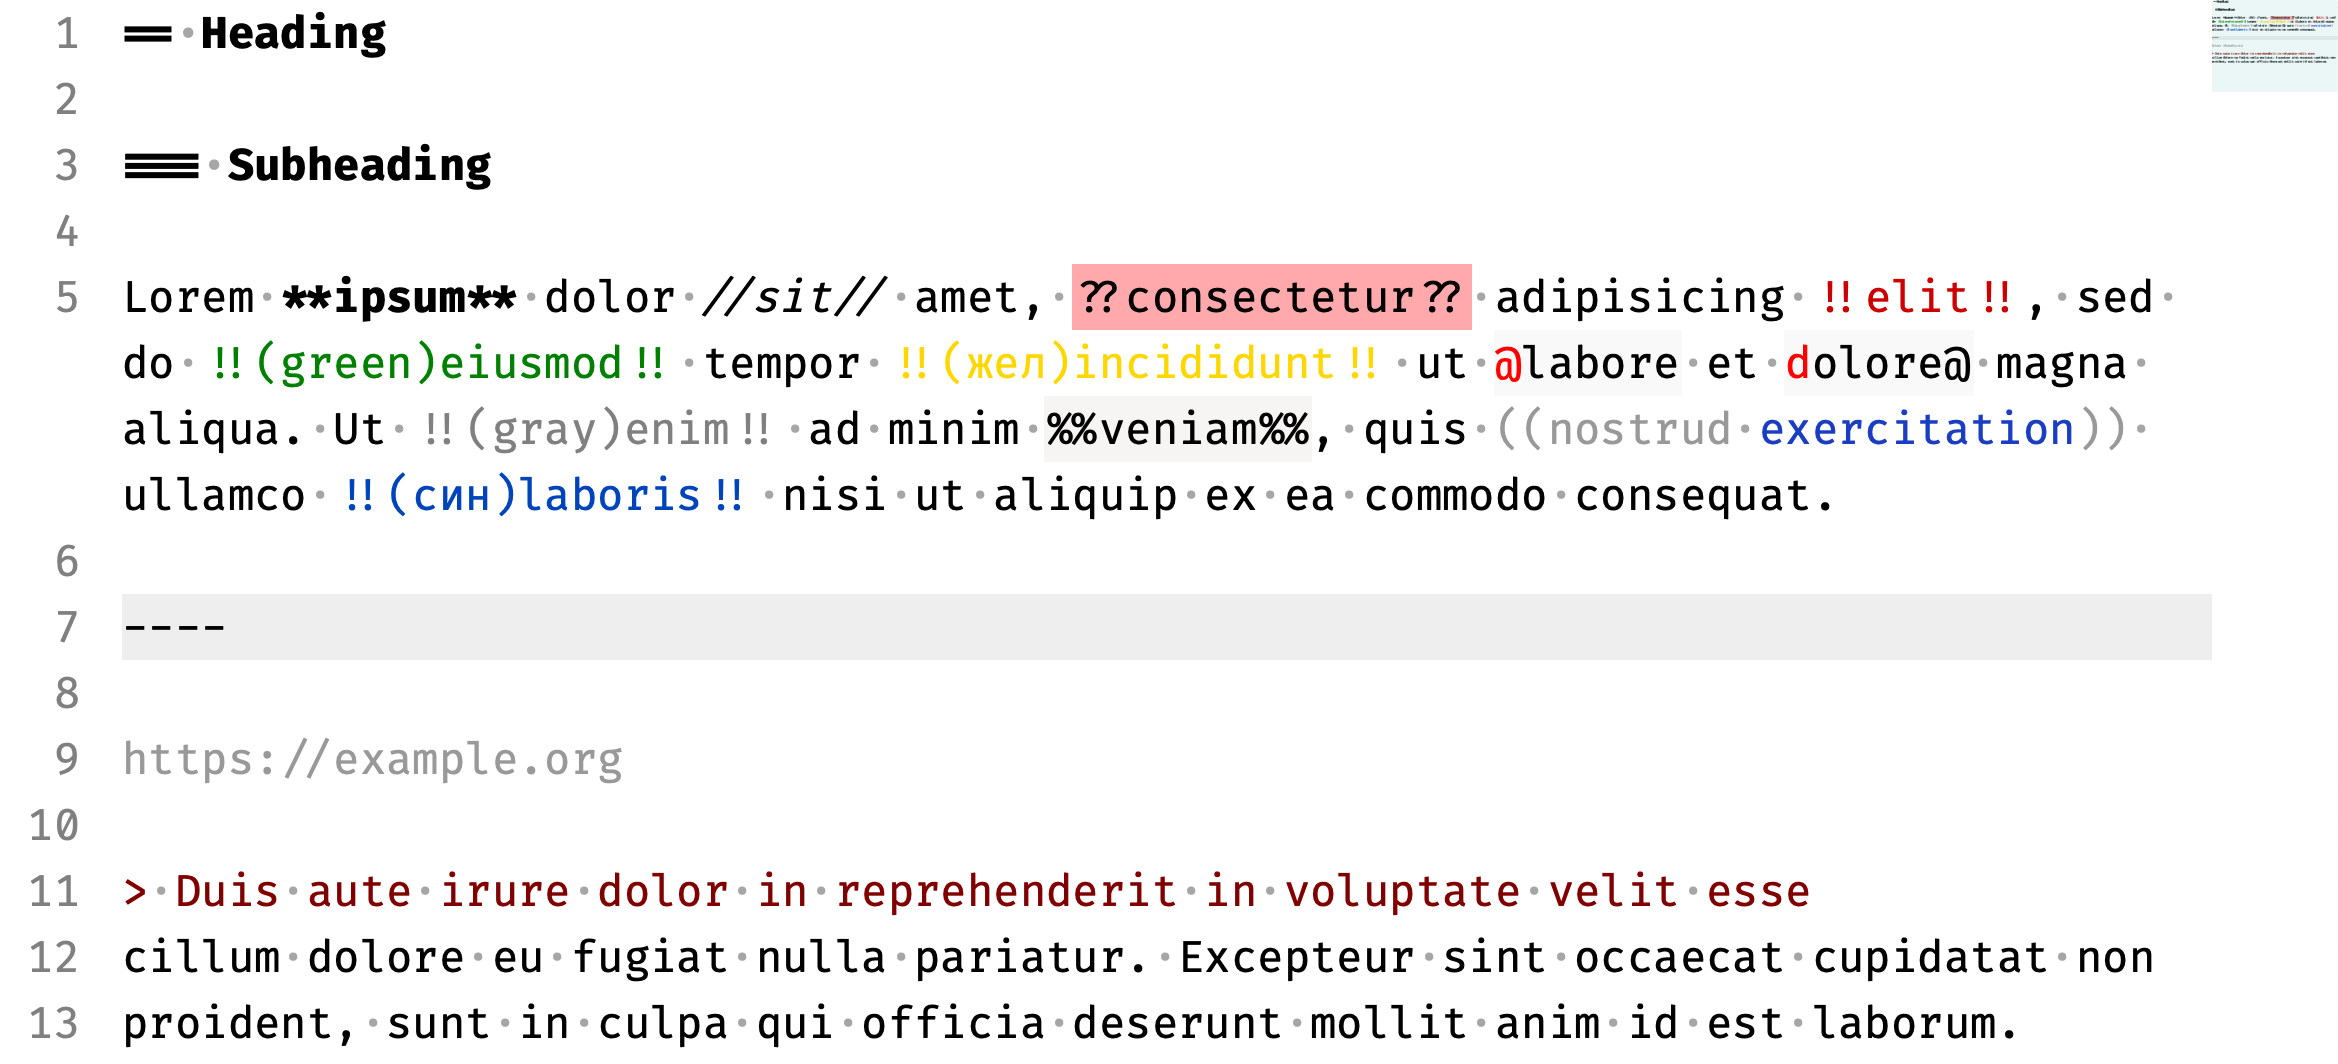 1 == Heading
2
3 === Subheading
4
5 Lorem **ipsum** dolor //sit// amet, ??consectetur?? adipisicing !!elit!!, sed
do !!(green)eiusmod!! tempor !!(жел)incididunt!! ut @labore et dolore@ magna
aliqua. Ut !!(gray)enim!! ad minim %%veniam%%, quis ((nostrud exercitation))
ullamco !!(син)laboris!! nisi ut aliquip ex ea commodo consequat.
6
7 ----
8
9 https://example.org
10
11 > Duis aute irure dolor in reprehenderit in voluptate velit esse
12 cillum dolore eu fugiat nulla pariatur. Excepteur sint occaecat cupidatat non
13 proident, sunt in culpa qui officia deserunt mollit anim id est laborum.